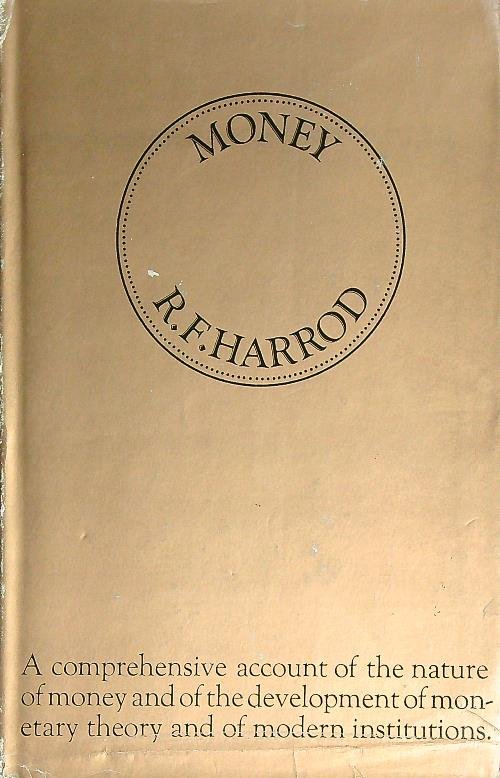 MONEY
R.F.HARROD
A comprehensive account of the nature
of money and of the development of mon-
etary theory and of modern institutions.